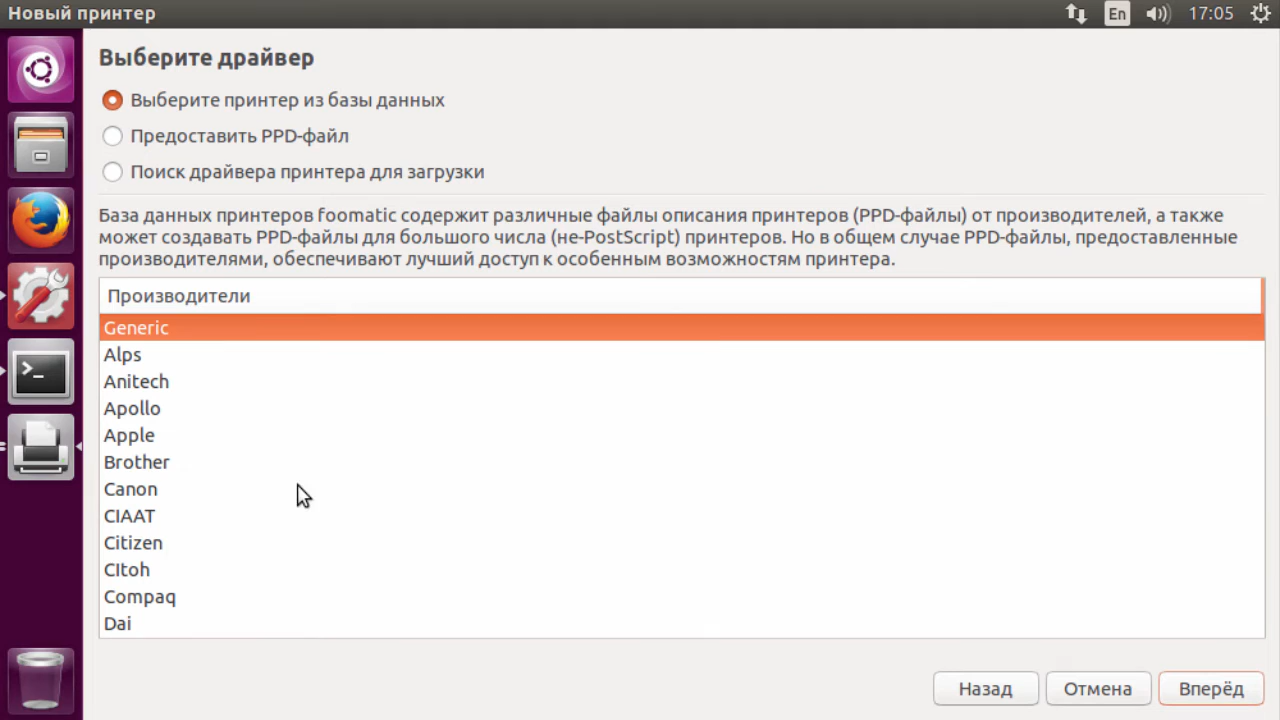 Новый принтер
En
17:05
Выберите драйвер
Выберите принтер из базы данных
Предоставить PPD-файл
Поиск драйвера принтера для загрузки
База данных принтеров foomatic содержит различные файлы описания принтеров (PPD-файлы) от производителей, а также
может создавать PPD-файлы для большого числа (не-PostScript) принтеров. Но в общем случае PPD-файлы, предоставленные
производителями, обеспечивают лучший доступ к особенным возможностям принтера.
Производители
Generic
Alps
Anitech
Apollo
Apple
Brother
Canon
CIAAT
Citizen
CItoh
Compaq
Dai
Назад
Отмена
Вперёд